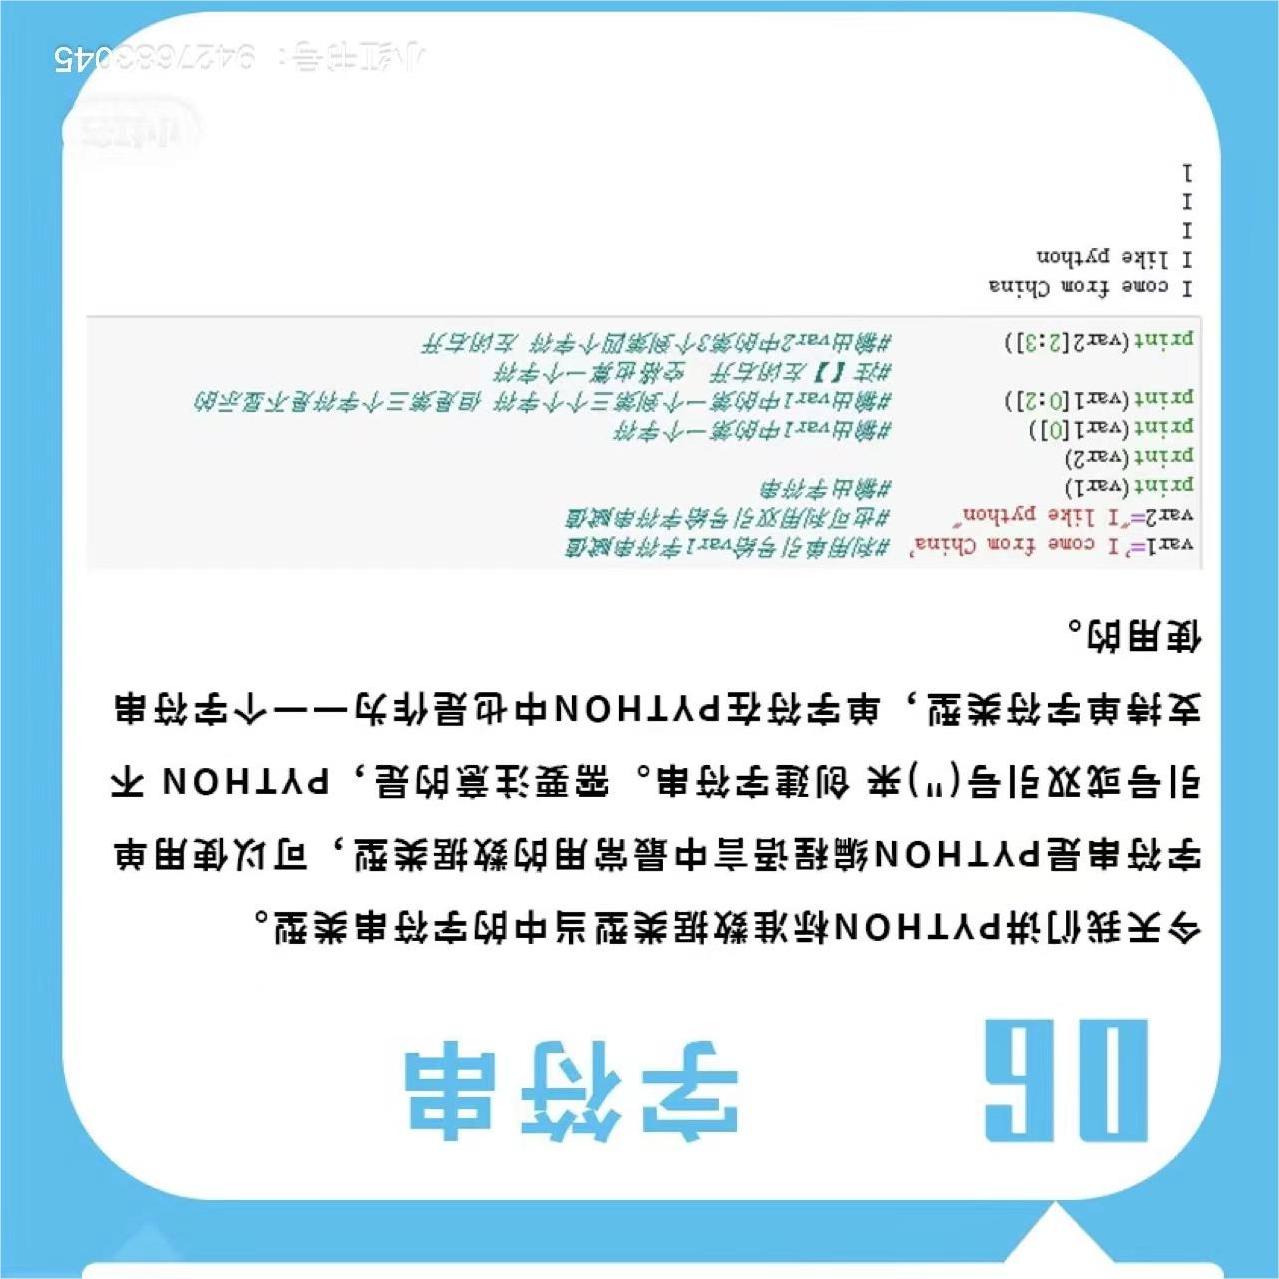 06 字符串
今天我们讲PYTHON标准数据类型当中的字符串类型。
字符串是PYTHON编程语言中最常用的数据类型，可以使用单
引号或双引号(")来 创建字符串。需要注意的是，PYTHON 不
支持单字符类型，单字符在PYTHON中也是作为一一个字符串
使用的。
var1='I come from China' #利用单引号给var1字符串赋值
var2="I like python" #也可利用双引号给字符串赋值
print(var1) #输出字符串
print(var2)
print(var1[0]) #输出var1中的第一个字符
print(var1[0:2]) #输出var1中的第一个到第三个个字符 但是第三个字符是不显示的
#注【】左闭右开 空格也算一个字符
print(var2[2:3]) #输出var2中的第3个到第四个字符 左闭右开
I come from China
I like python
I
I
l
小红书
小红书号：9427683045